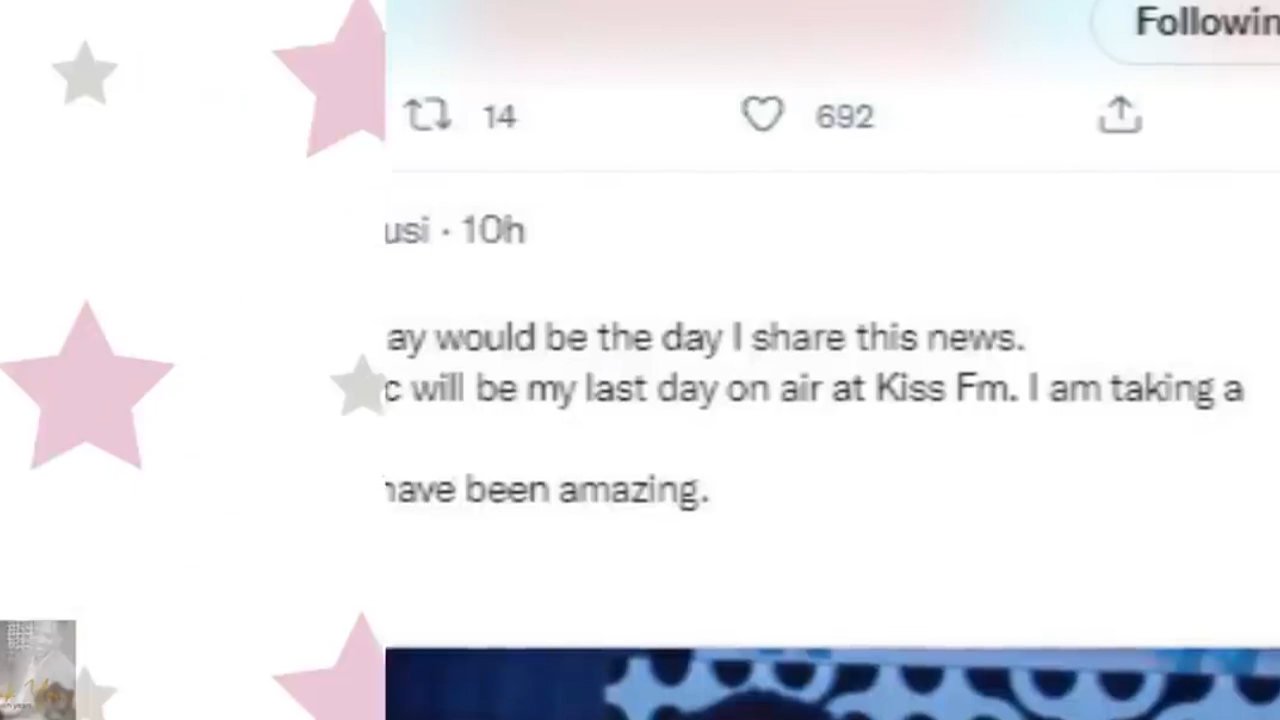 Followin
14 692
usi · 10h
ay would be the day I share this news.
c will be my last day on air at Kiss Fm. I am taking a
have been amazing.